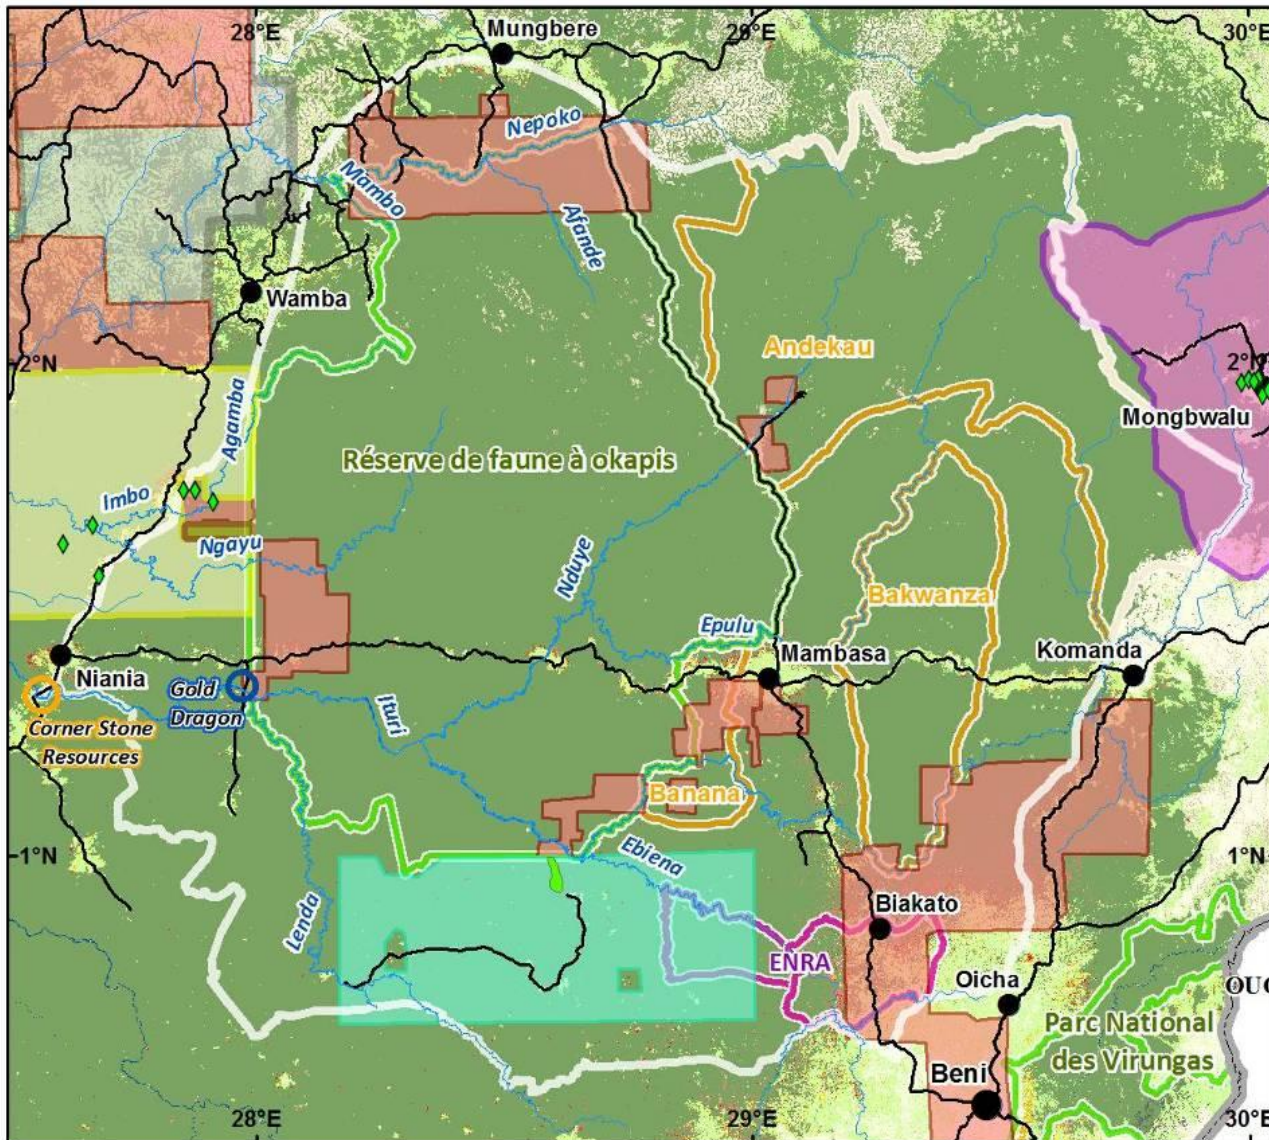 28°E
Mungbere
29°E
30°E
Nepoko
Mambo
Afande
Wamba
2°N
Andekau
2°N
Agamba
Mongbwalu
Réserve de faune à okapis
Imbo
Ngayu
Nduye
Bakwanza
Epulu
Mambasa
Komanda
Niania
Gold
Dragon
Ituri
Corner Stone
Resources
Banana
Ebiena
1°N
1°N
Lenda
Biakato
ENRA
Oicha
OUG
Parc National
des Virungas
Beni
28°E
29°E
30°E